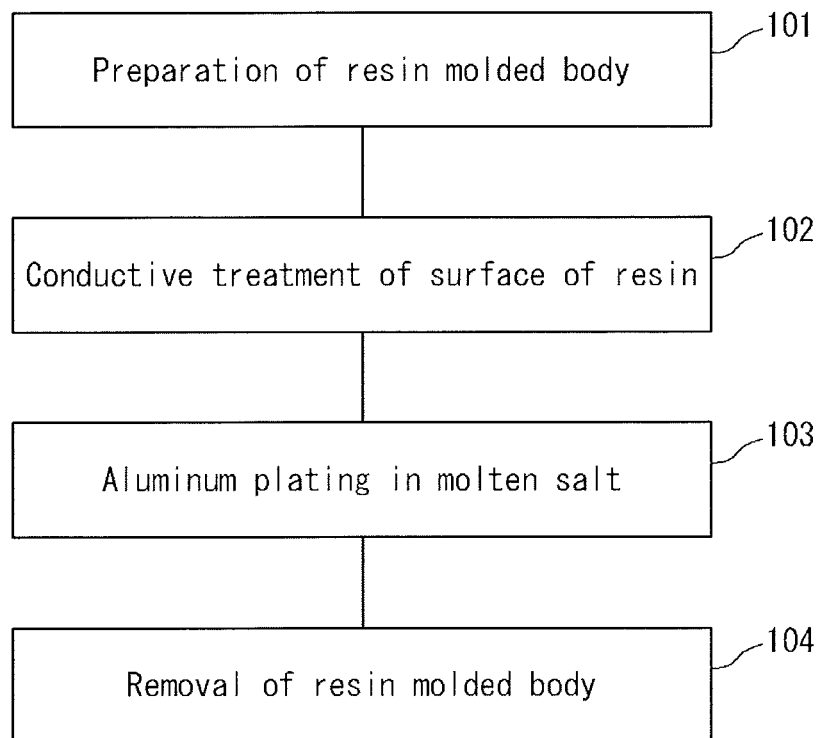 101
Preparation of resin molded body
102
Conductive treatment of surface of resin
103
Aluminum plating in molten salt
104
Removal of resin molded body